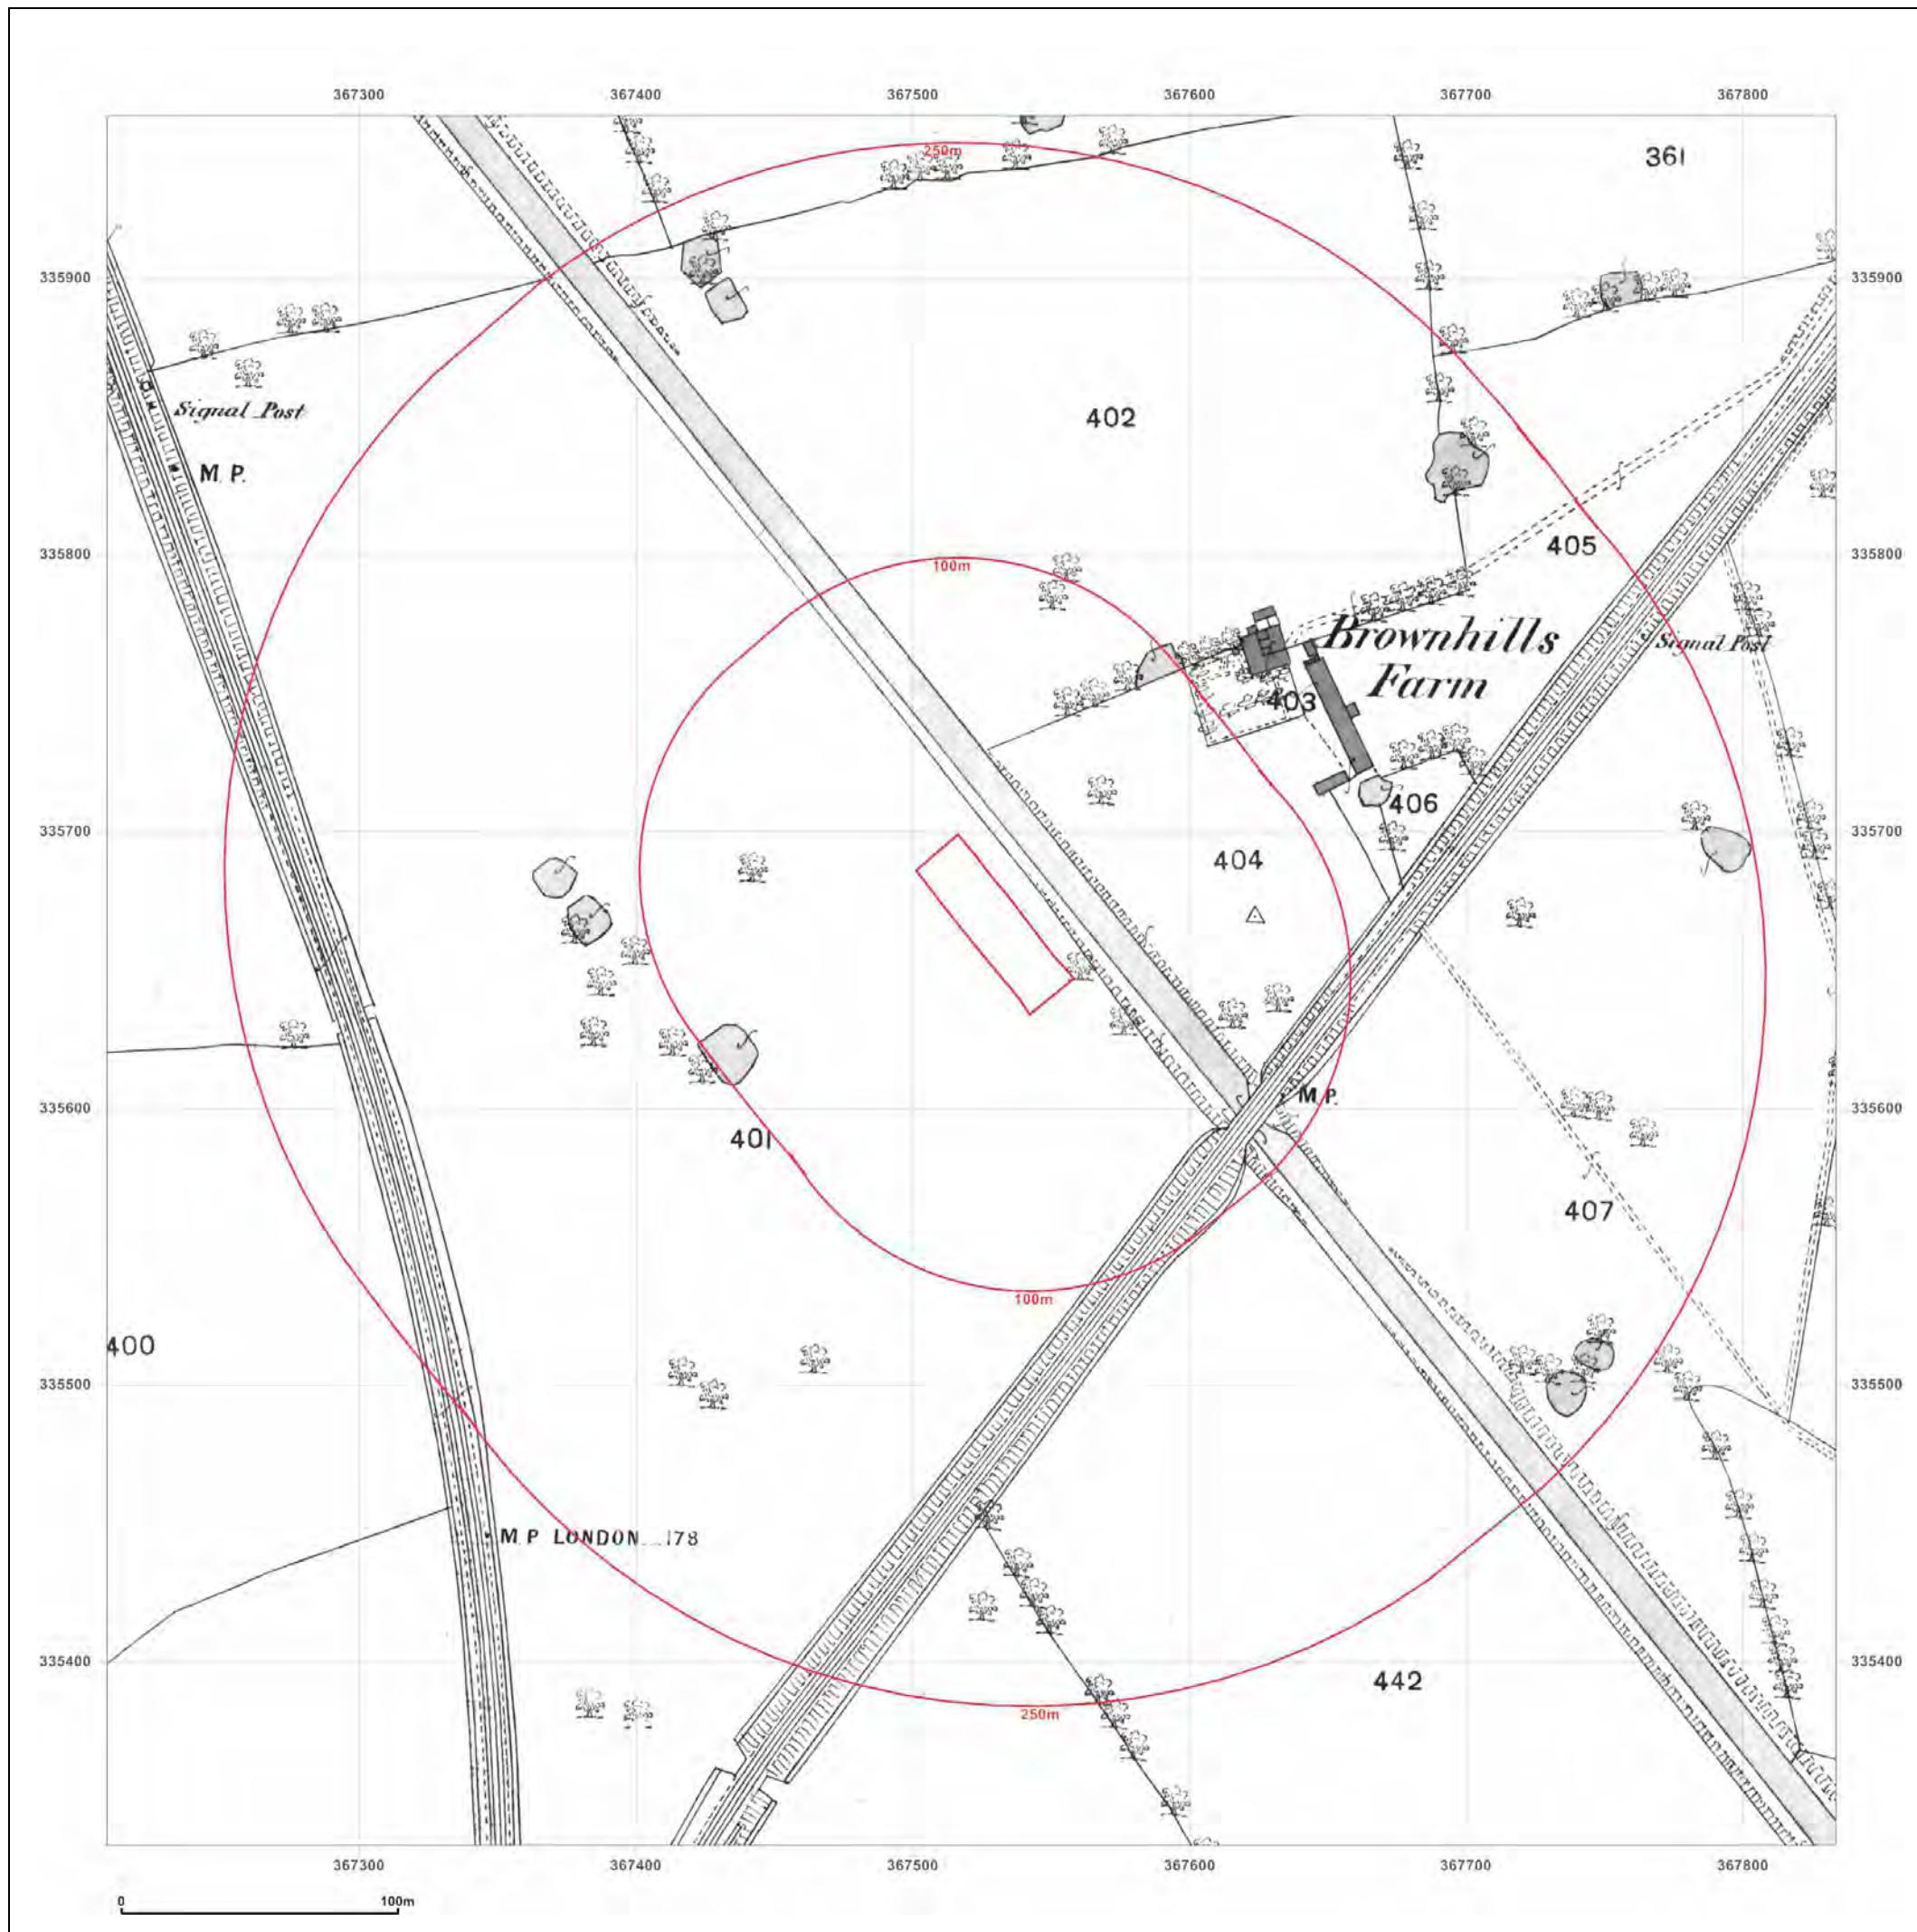 367300 367400 367500 367600 367700 367800
250m
361
335900 335900
Signal Post
402
M. P.
335800 335800
405
100m
Brownhills
Signal Post
Farm
403
406
335700 335700
404
335600 335600
M.P.
401
407
100m
400
335500 335500
M.P LONDON 178
335400 335400
442
250m
367300 367400 367500 367600 367700 367800
0 100m